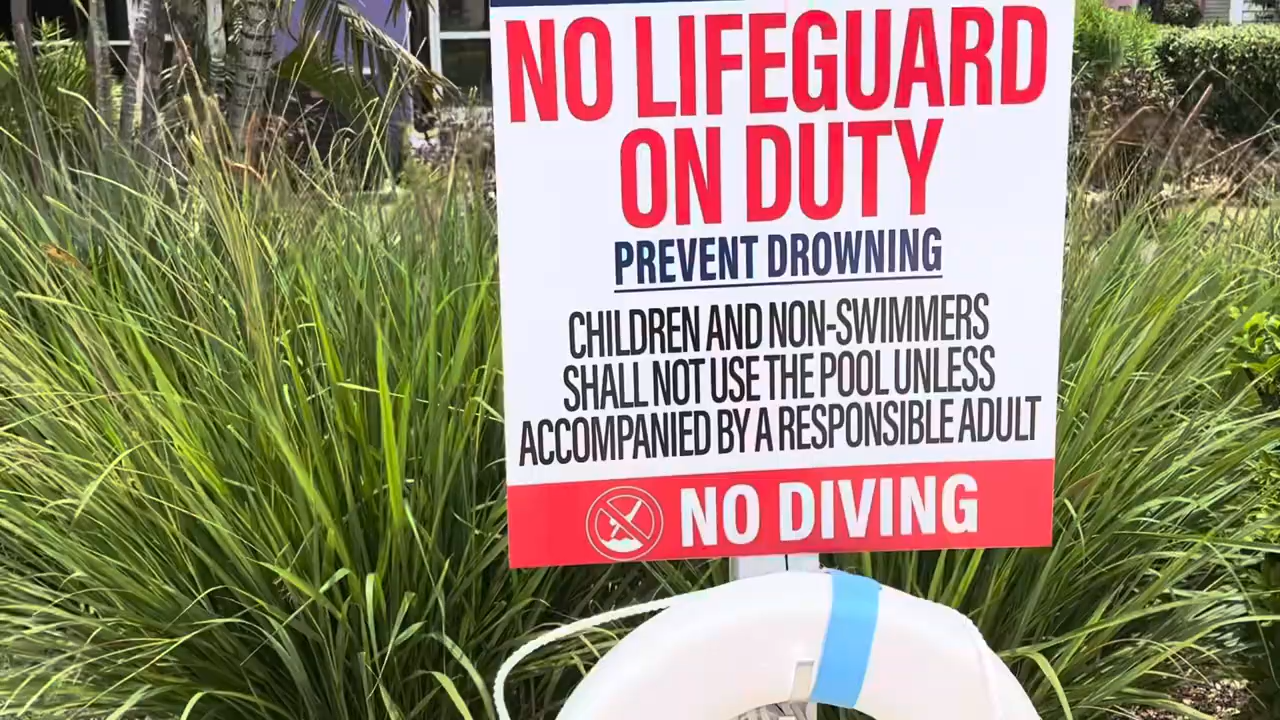 NO LIFEGUARD
ON DUTY
PREVENT DROWNING
CHILDREN AND NON-SWIMMERS
SHALL NOT USE THE POOL UNLESS
ACCOMPANIED BY A RESPONSIBLE ADULT
NO DIVING